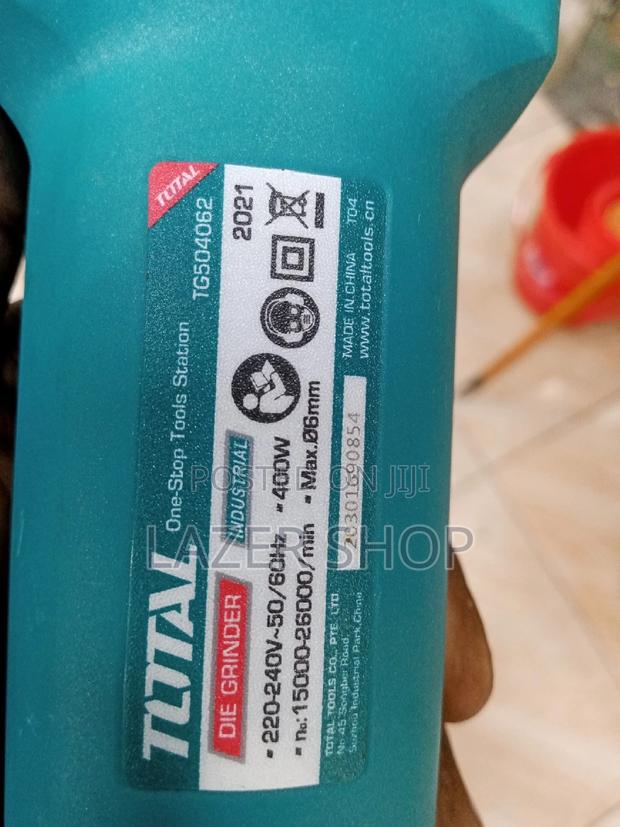 TOTAL
TOTAL
One-Stop Tools Station
TG504062
DIE GRINDER
INDUSTRIAL
2021
▪ 220-240V~50/60Hz ▪ 400W
▪ n₀:15000-26000/min ▪ Max.Ø6mm
TOTAL TOOLS CO., PTE. LTD.
No.45 Songbei Road,
Suzhou Industrial Park,China
20301690854
MADE IN CHINA T04
www.totaltools.cn
POSTED ON JIJI
LAZER SHOP